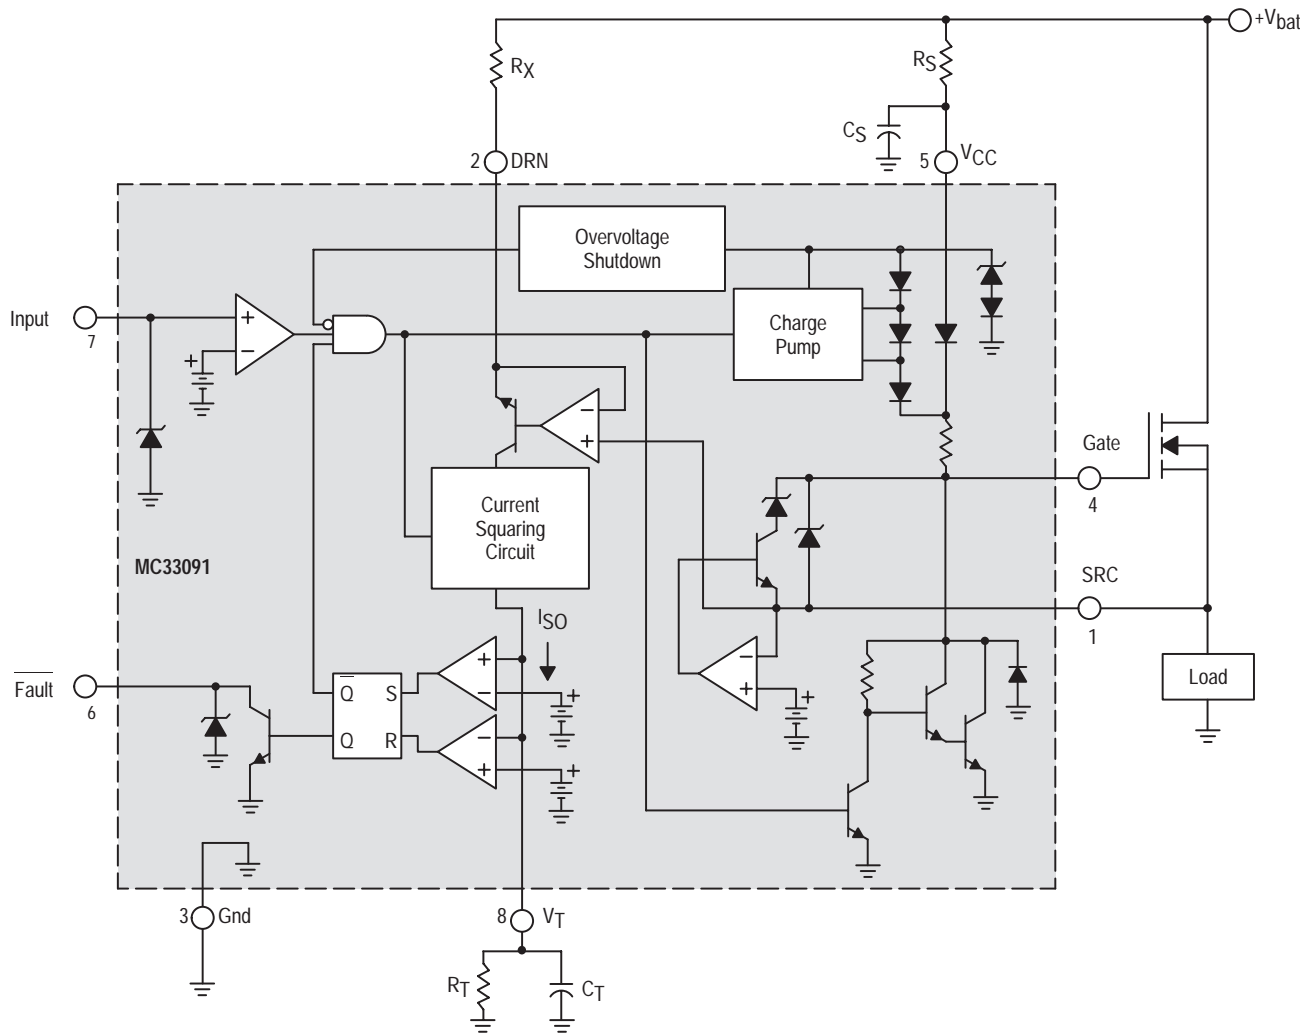 +Vbat
RX
RS
CS
2 DRN
5 VCC
Overvoltage
Shutdown
Input
7
+
−
+
Charge
Pump
−
+
Gate
4
Current
Squaring
Circuit
MC33091
SRC
1
ISO
Fault
6
Q S
Q R
+
−
+
−
+
+
−
+
+
Load
3 Gnd
8 VT
RT
CT